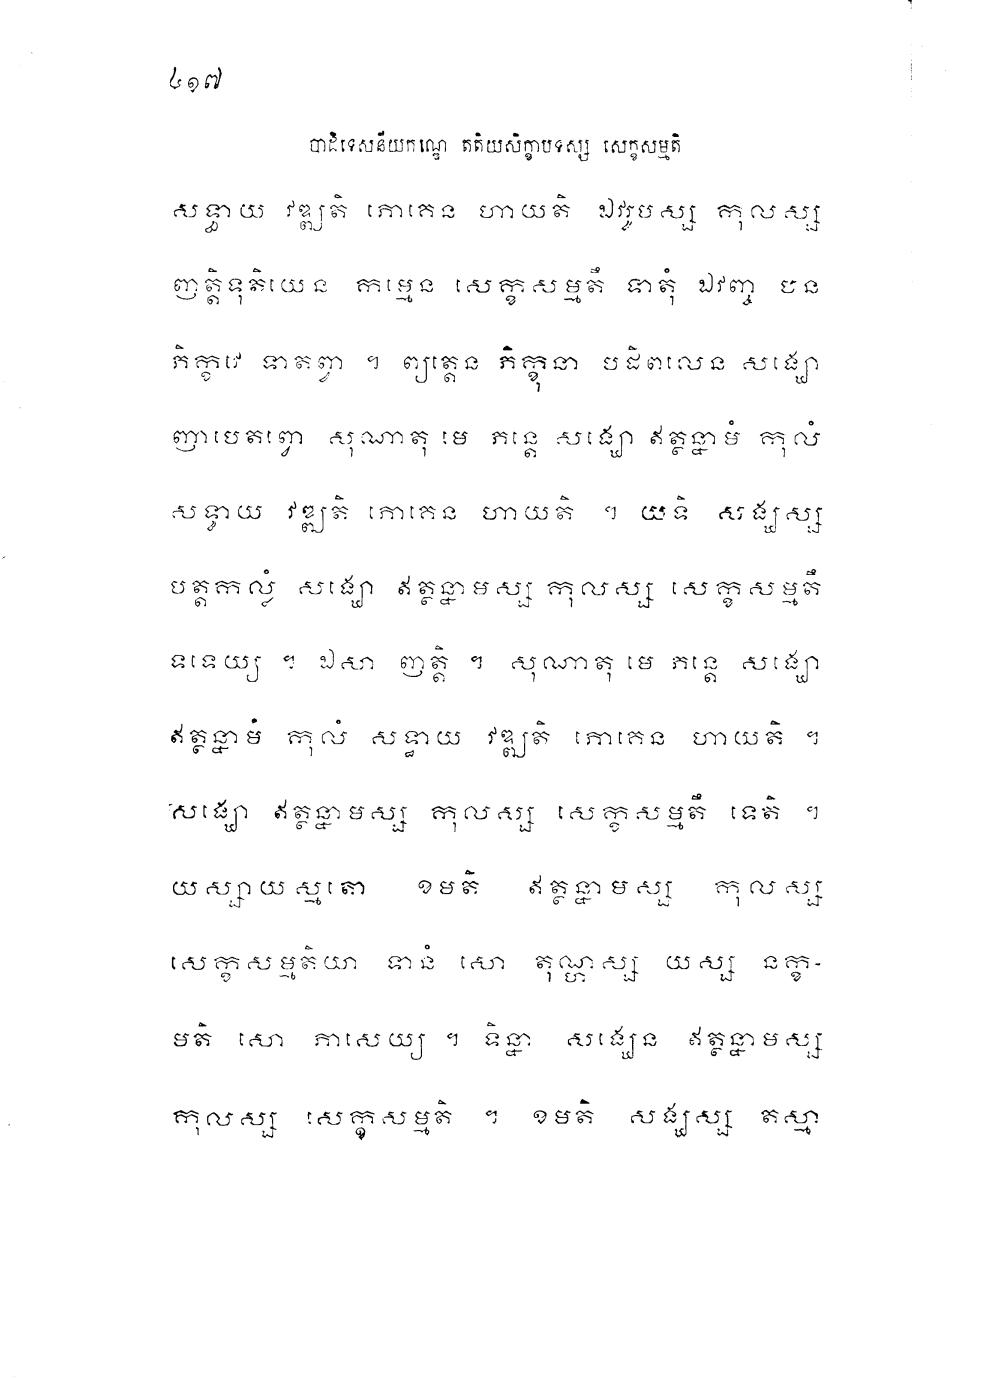 ៤១៧
បាដិទេសនីយកណ្ឌេ តតិយសិក្ខាបទស្ស សេក្ខសម្មតិ
សទ្ធាយ វឌ្ឍតិ ភោគេន ហាយតិ ឯវរូបស្ស កុលស្ស
ញត្តិទុតិយេន កម្មេន សេក្ខសម្មតឹ ទាតុំ ឯវញ្ច បន
ភិក្ខវេ ទាតព្វា ។ ព្យត្តេន ភិក្ខុនា បដិពលេន សង្ឃោ
ញាបេតព្វោ សុណាតុ មេ ភន្តេ សង្ឃោ ឥត្ថន្នាមំ កុលំ
សទ្ធាយ វឌ្ឍតិ ភោគេន ហាយតិ ។ យទិ សង្ឃស្ស
បត្តកល្លំ សង្ឃោ ឥត្ថន្នាមស្ស កុលស្ស សេក្ខសម្មតឹ
ទទេយ្យ ។ ឯសា ញត្តិ ។ សុណាតុ មេ ភន្តេ សង្ឃោ
ឥត្ថន្នាមំ កុលំ សទ្ធាយ វឌ្ឍតិ ភោគេន ហាយតិ ។
សង្ឃោ ឥត្ថន្នាមស្ស កុលស្ស សេក្ខសម្មតឹ ទេតិ ។
យស្សាយស្មតោ ខមតិ ឥត្ថន្នាមស្ស កុលស្ស
សេក្ខសម្មតិយា ទានំ សោ តុណ្ហស្ស យស្ស នក្ខ-
មតិ សោ ភាសេយ្យ ។ ទិន្នា សង្ឃេន ឥត្ថន្នាមស្ស
កុលស្ស សេក្ខសម្មតិ ។ ខមតិ សង្ឃស្ស តស្មា